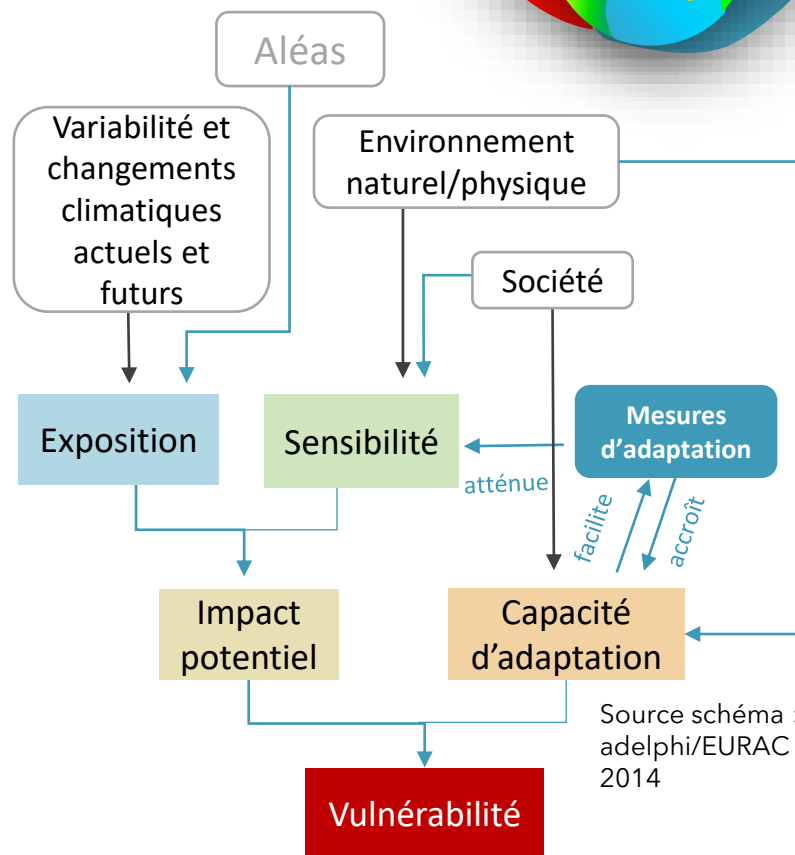 Aléas
Variabilité et
changements
climatiques
actuels et
futurs
Environnement
naturel/physique
Société
Exposition
Sensibilité
Mesures
d’adaptation
atténue
facilite
accroît
Impact
potentiel
Capacité
d’adaptation
Source schéma :
adelphi/EURAC
2014
Vulnérabilité